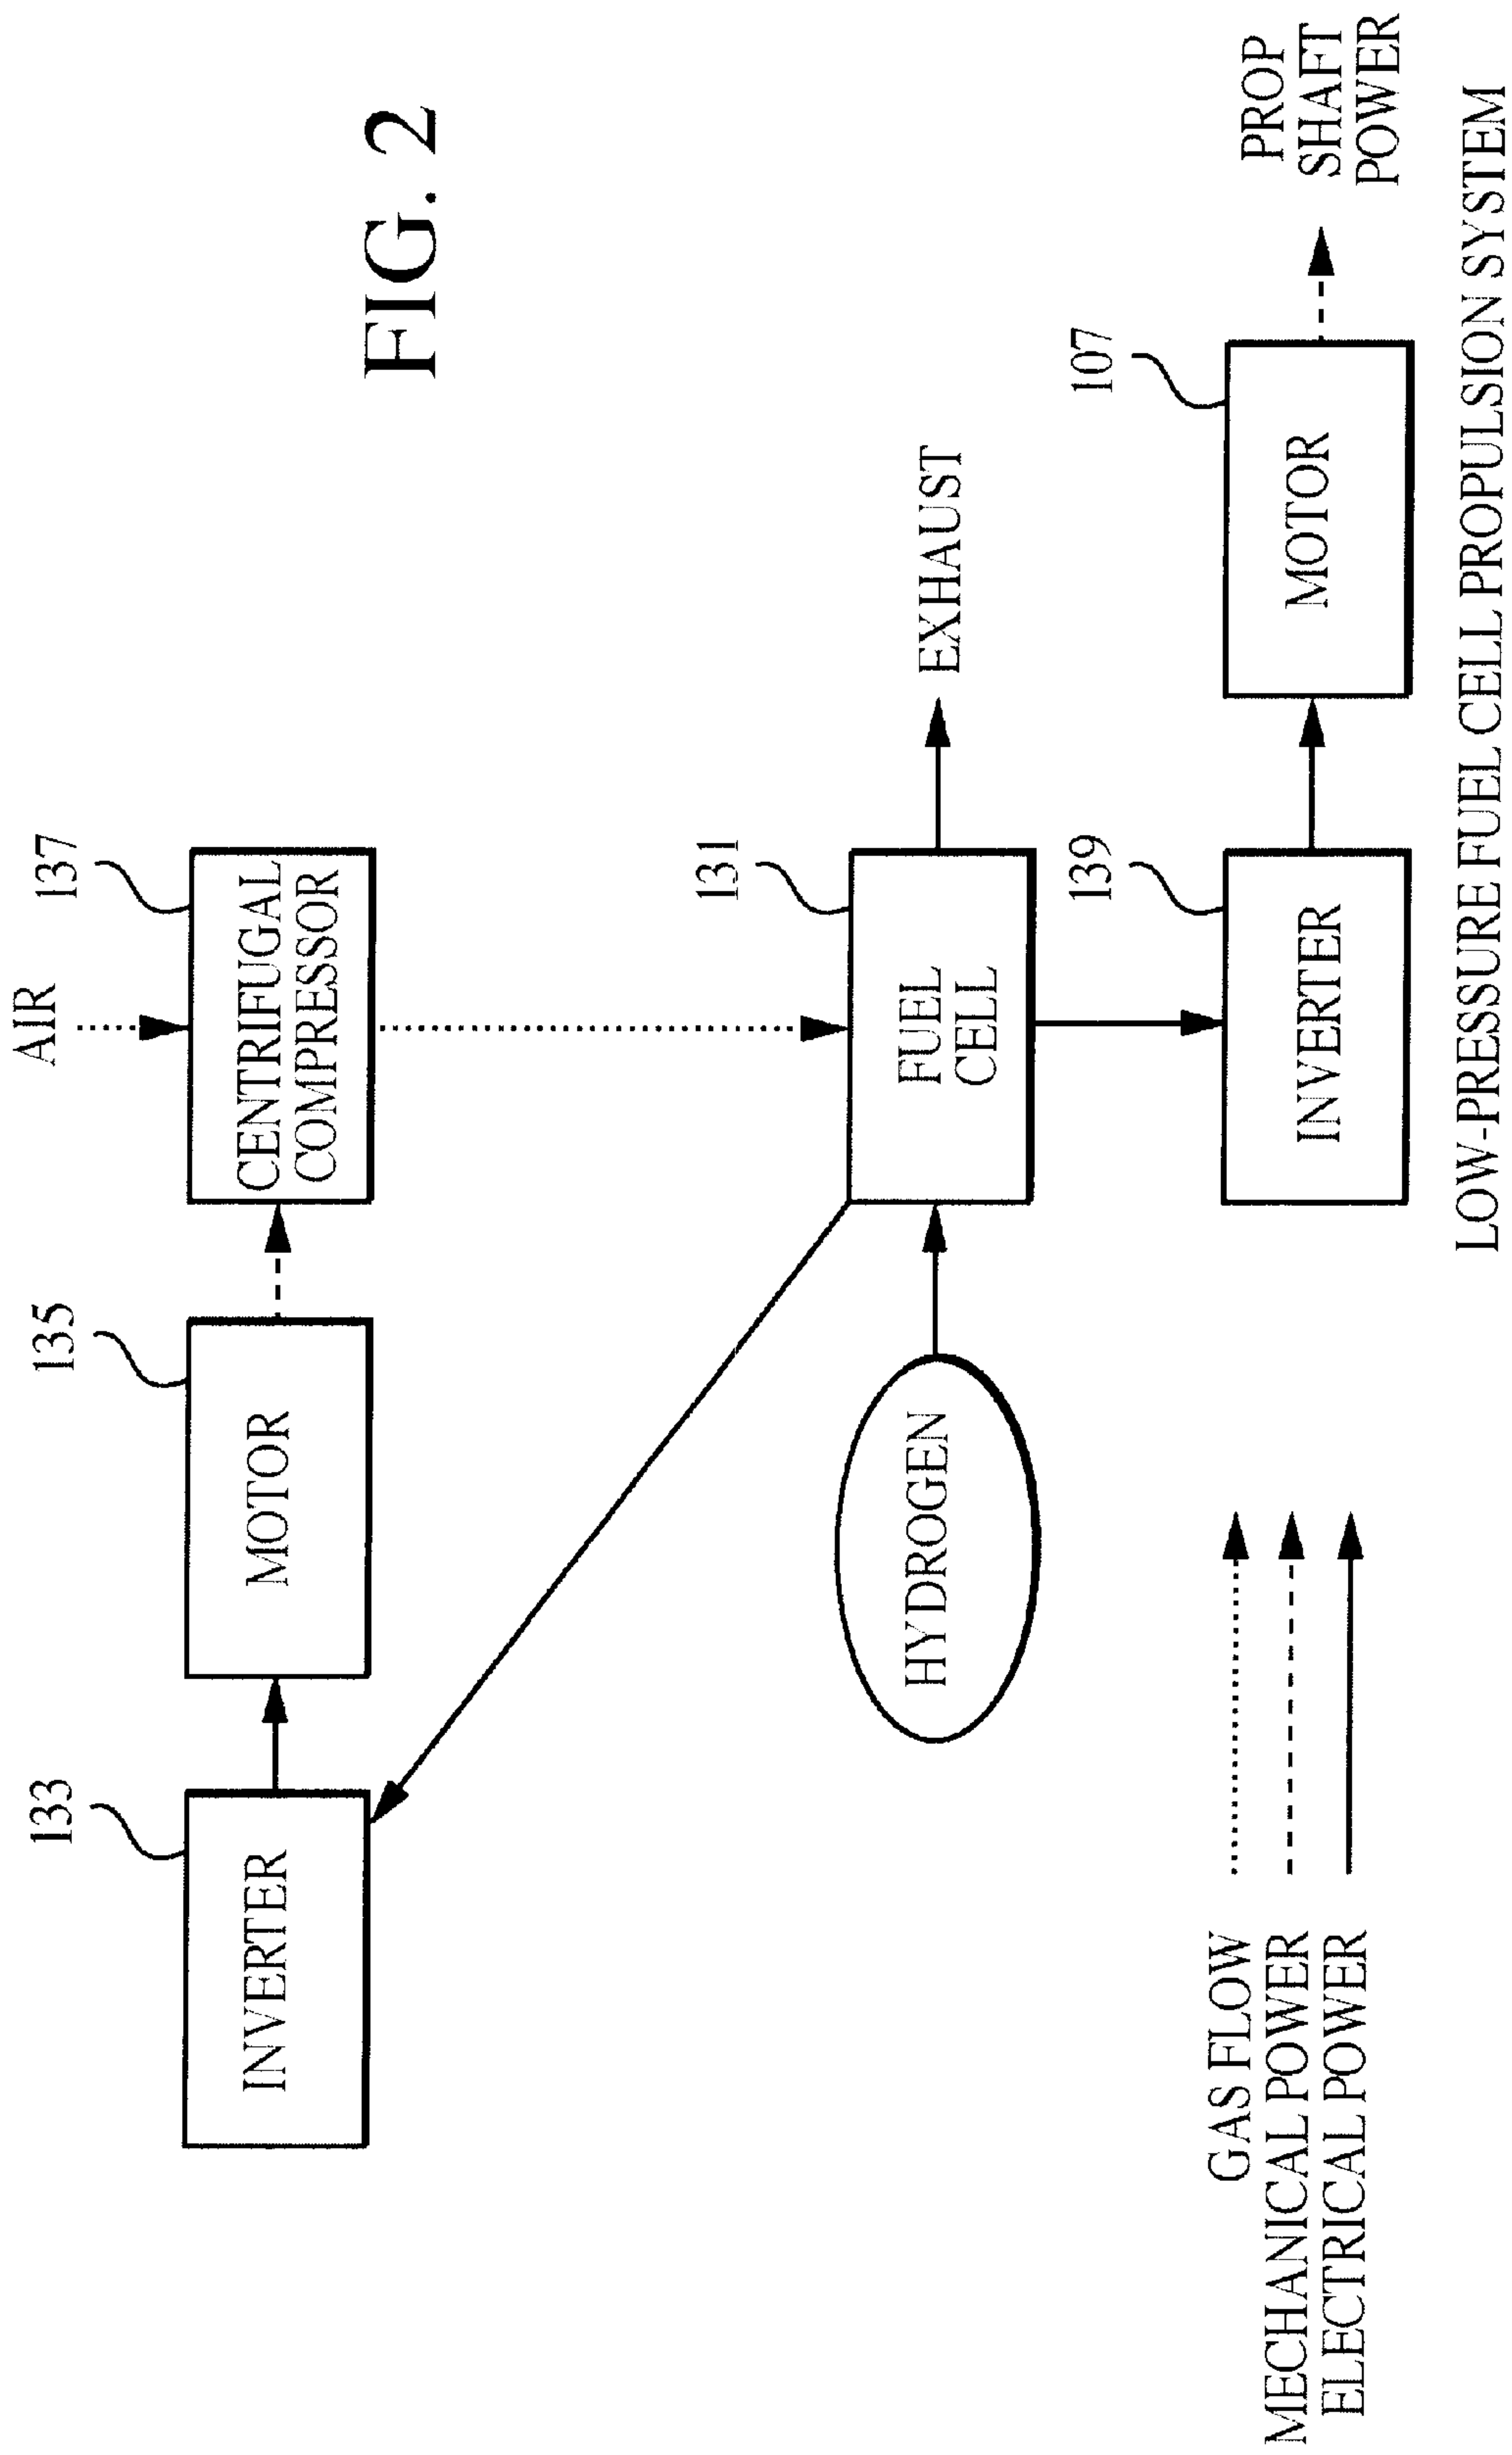 FIG. 2
AIR
133
135
137
INVERTER
MOTOR
CENTRIFUGAL
COMPRESSOR
131
HYDROGEN
FUEL
CELL
EXHAUST
139
107
INVERTER
MOTOR
PROP
SHAFT
POWER
GAS FLOW
MECHANICAL POWER
ELECTRICAL POWER
LOW-PRESSURE FUEL CELL PROPULSION SYSTEM